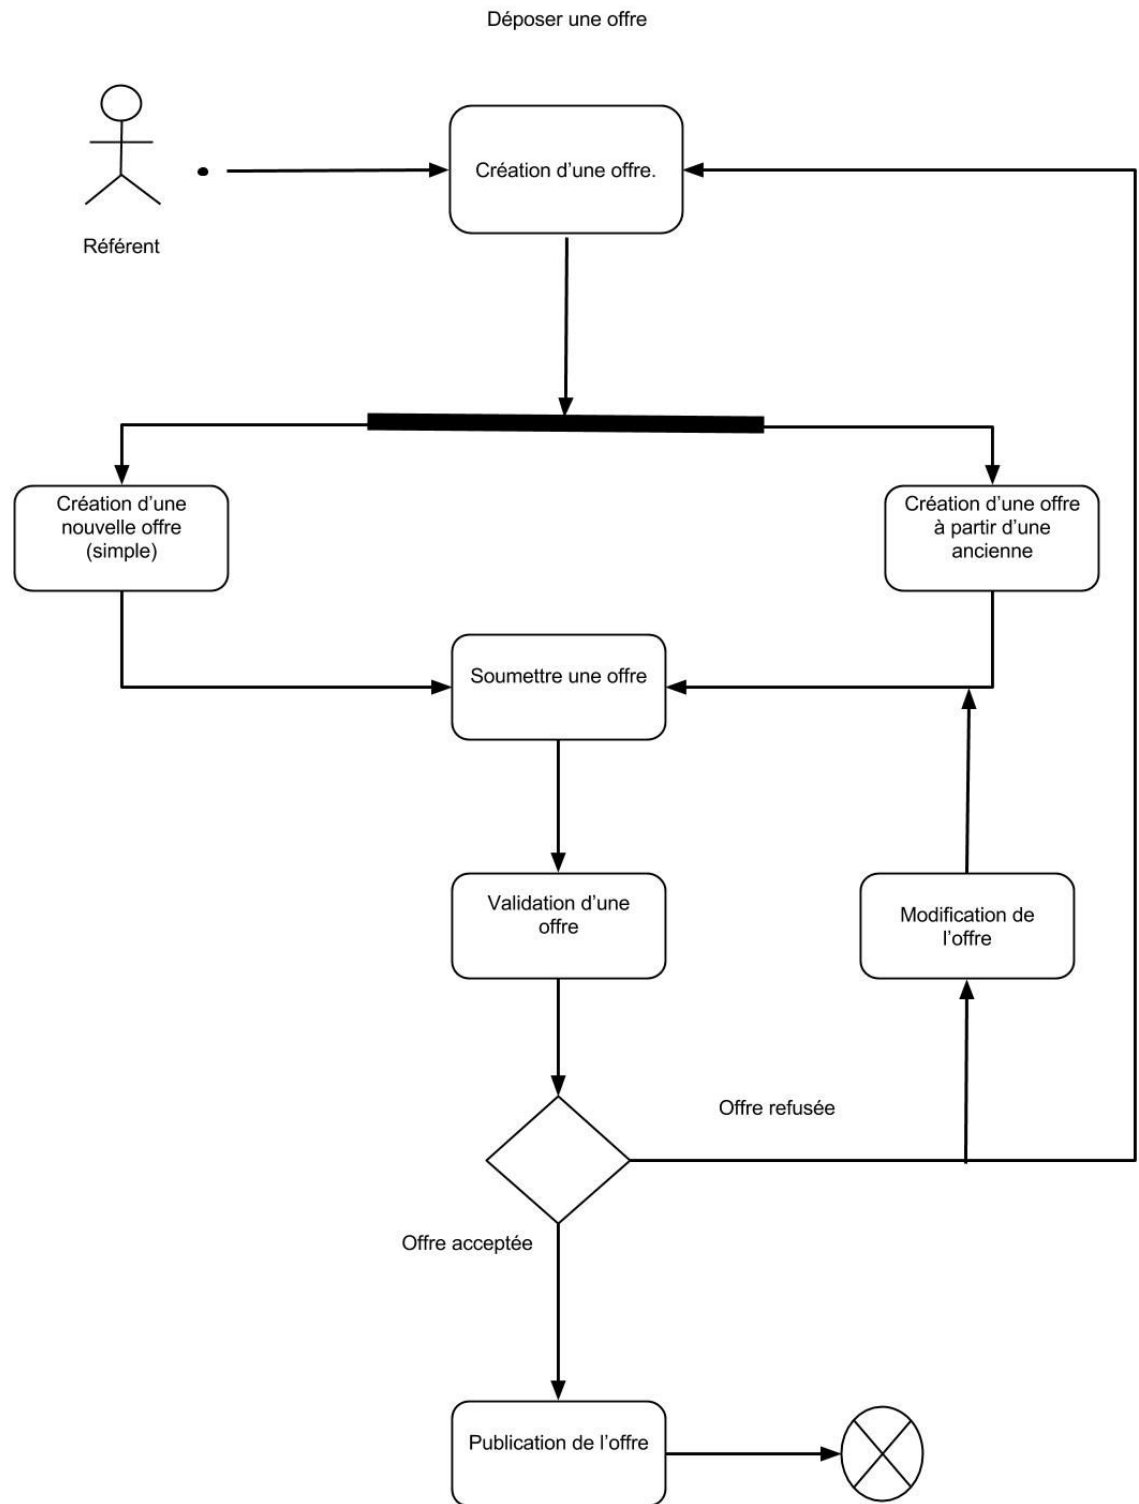 Déposer une offre
Création d’une offre.
Référent
Création d’une
nouvelle offre
(simple)
Création d’une offre
à partir d’une
ancienne
Soumettre une offre
Validation d’une
offre
Modification de
l’offre
Offre refusée
Offre acceptée
Publication de l’offre